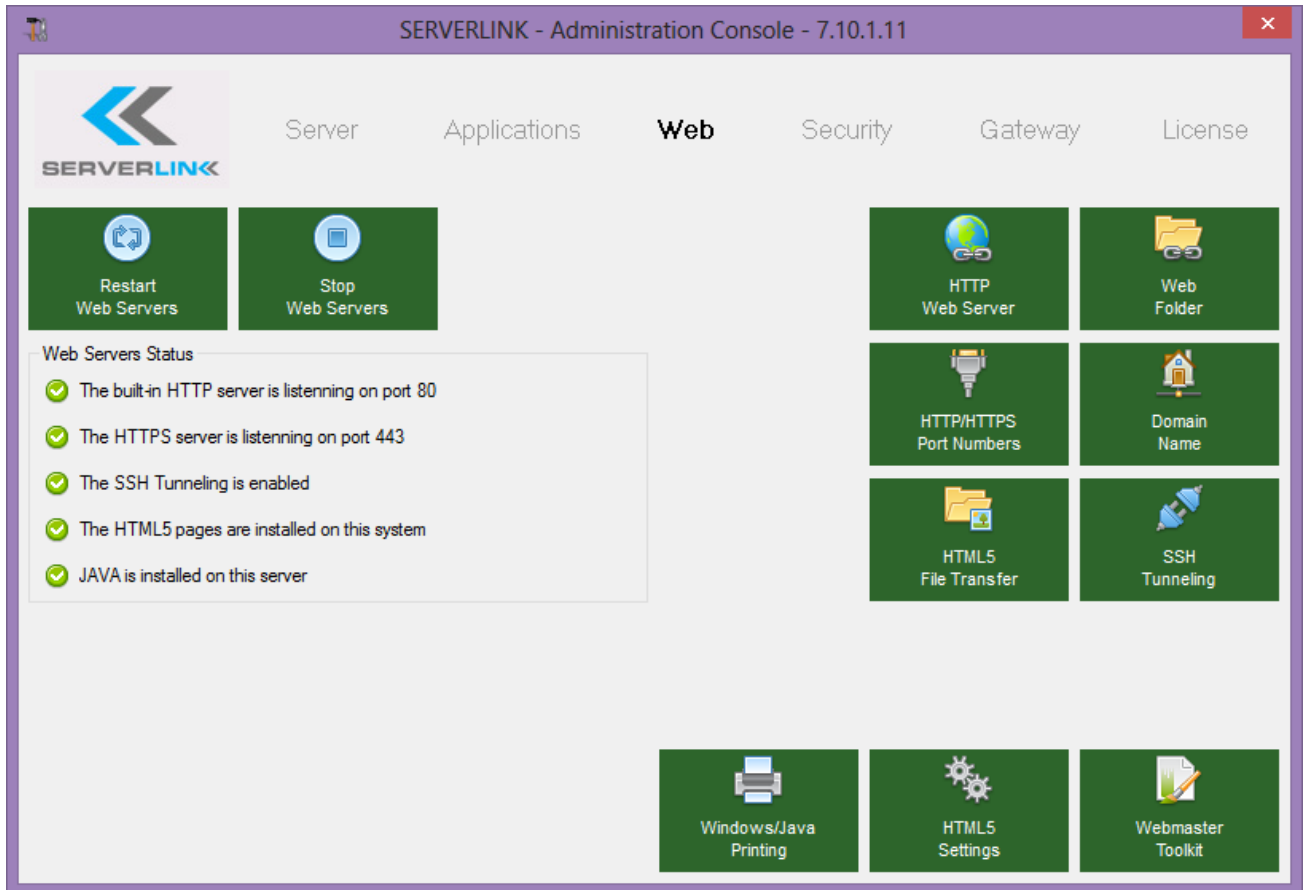 SERVERLINK - Administration Console - 7.10.1.11
SERVERLINK
Server Applications Web Security Gateway License
Restart
Web Servers
Stop
Web Servers
HTTP
Web Server
Web
Folder
Web Servers Status
The built-in HTTP server is listenning on port 80
The HTTPS server is listenning on port 443
The SSH Tunneling is enabled
The HTML5 pages are installed on this system
JAVA is installed on this server
HTTP/HTTPS
Port Numbers
Domain
Name
HTML5
File Transfer
SSH
Tunneling
Windows/Java
Printing
HTML5
Settings
Webmaster
Toolkit